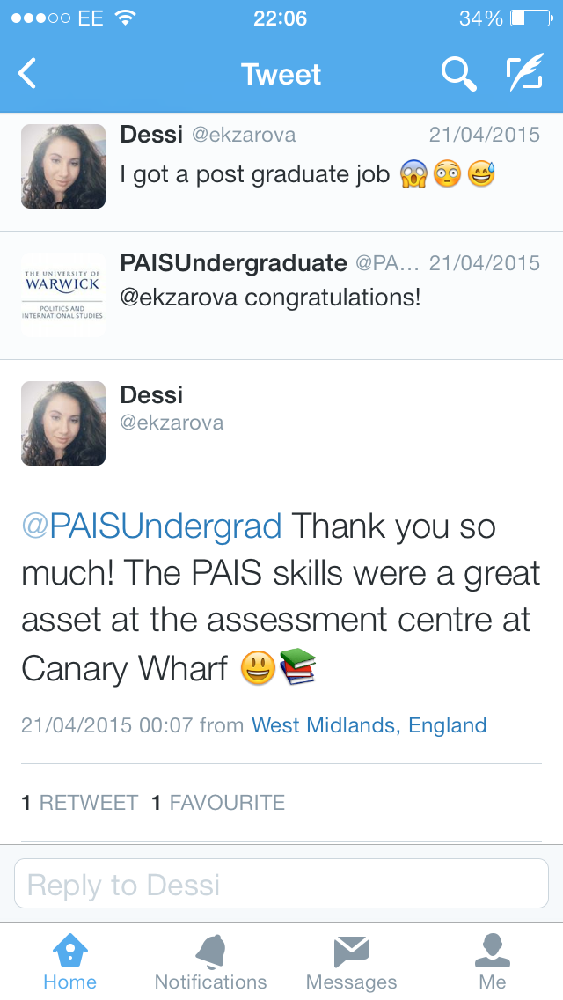 EE 22:06 34%
Tweet
Dessi @ekzarova 21/04/2015
I got a post graduate job 😱😳😅
THE UNIVERSITY OF
WARWICK
POLITICS AND
INTERNATIONAL STUDIES
PAISUndergraduate @PA... 21/04/2015
@ekzarova congratulations!
Dessi
@ekzarova
@PAISUndergrad Thank you so
much! The PAIS skills were a great
asset at the assessment centre at
Canary Wharf 😃📚
21/04/2015 00:07 from West Midlands, England
1 RETWEET 1 FAVOURITE
Reply to Dessi
Home Notifications Messages Me